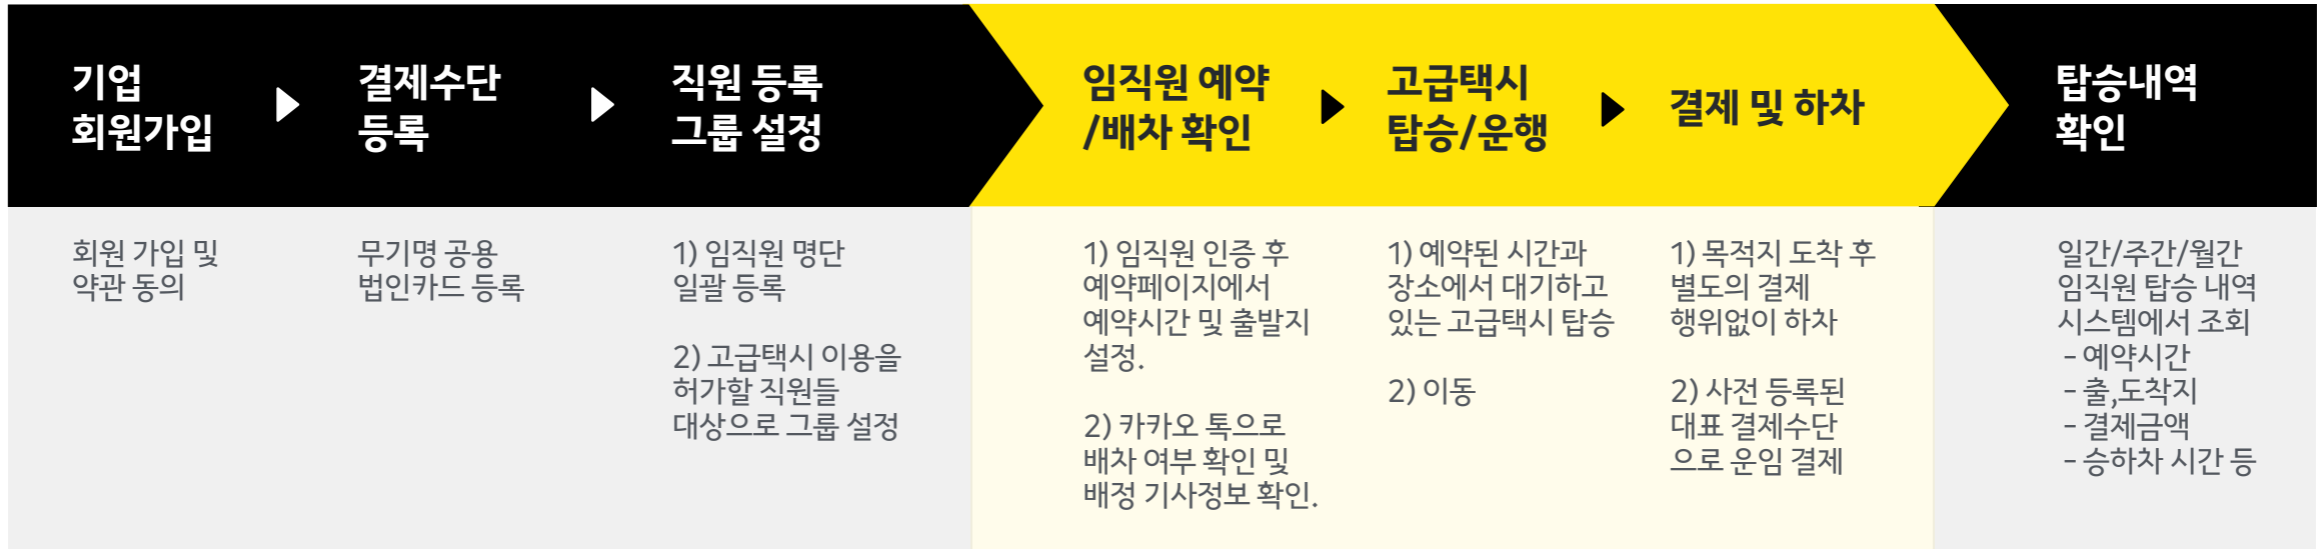 기업
회원가입
결제수단
등록
직원 등록
그룹 설정
임직원 예약
/배차 확인
고급택시
탑승/운행
결제 및 하차
탑승내역
확인
회원 가입 및
약관 동의
무기명 공용
법인카드 등록
1) 임직원 명단
일괄 등록
2) 고급택시 이용을
허가할 직원들
대상으로 그룹 설정
1) 임직원 인증 후
예약페이지에서
예약시간 및 출발지
설정.
2) 카카오 톡으로
배차 여부 확인 및
배정 기사정보 확인.
1) 예약된 시간과
장소에서 대기하고
있는 고급택시 탑승
2) 이동
1) 목적지 도착 후
별도의 결제
행위없이 하차
2) 사전 등록된
대표 결제수단
으로 운임 결제
일간/주간/월간
임직원 탑승 내역
시스템에서 조회
- 예약시간
- 출,도착지
- 결제금액
- 승하차 시간 등